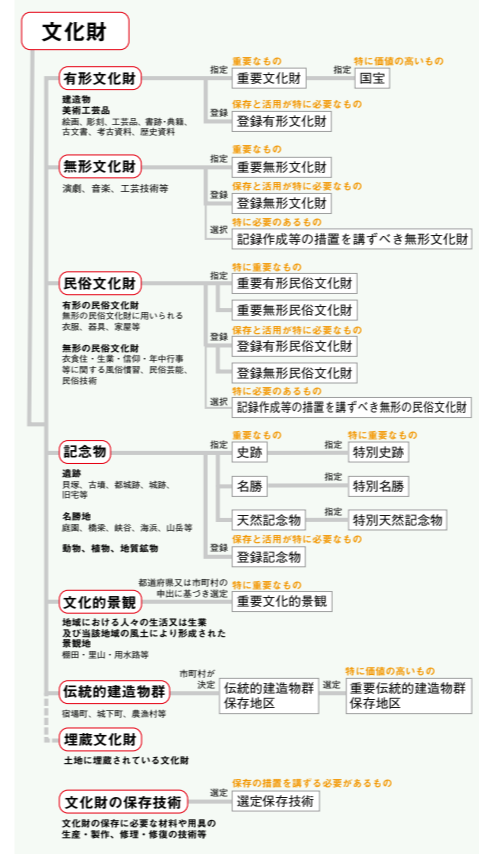 文化財
有形文化財
建造物
美術工芸品
絵画、彫刻、工芸品、書跡・典籍、
古文書、考古資料、歴史資料
指定
重要なもの
重要文化財
指定
特に価値の高いもの
国宝
登録
保存と活用が特に必要なもの
登録有形文化財
無形文化財
演劇、音楽、工芸技術等
指定
重要なもの
重要無形文化財
登録
保存と活用が特に必要なもの
登録無形文化財
選択
特に必要のあるもの
記録作成等の措置を講ずべき無形文化財
民俗文化財
有形の民俗文化財
無形の民俗文化財に用いられる
衣服、器具、家屋等
無形の民俗文化財
衣食住・生業・信仰・年中行事
等に関する風俗慣習、民俗芸能、
民俗技術
指定
特に重要なもの
重要有形民俗文化財
重要無形民俗文化財
登録
保存と活用が特に必要なもの
登録有形民俗文化財
登録無形民俗文化財
選択
特に必要のあるもの
記録作成等の措置を講ずべき無形の民俗文化財
記念物
遺跡
貝塚、古墳、都城跡、城跡、
旧宅等
名勝地
庭園、橋梁、峡谷、海浜、山岳等
動物、植物、地質鉱物
指定
重要なもの
史跡
指定
特に重要なもの
特別史跡
名勝
指定
特別名勝
天然記念物
指定
特別天然記念物
登録
保存と活用が特に必要なもの
登録記念物
文化的景観
地域における人々の生活又は生業
及び当該地域の風土により形成された
景観地
棚田・里山・用水路等
都道府県又は市町村の
申出に基づき選定
特に重要なもの
重要文化的景観
伝統的建造物群
宿場町、城下町、農漁村等
市町村が
決定
伝統的建造物群
保存地区
選定
特に価値の高いもの
重要伝統的建造物群
保存地区
埋蔵文化財
土地に埋蔵されている文化財
文化財の保存技術
文化財の保存に必要な材料や用具の
生産・製作、修理・修復の技術等
選定
保存の措置を講ずる必要があるもの
選定保存技術